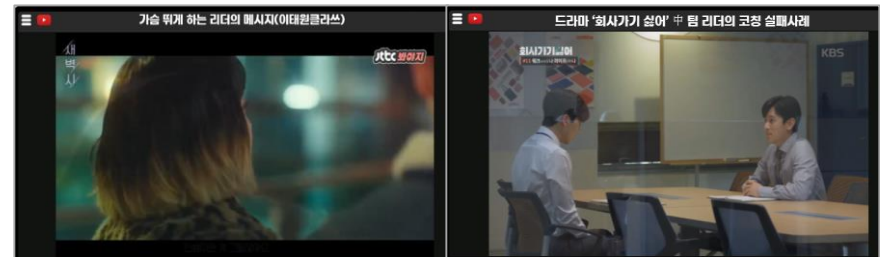 가슴 뛰게 하는 리더의 메시지(이태원클라쓰)
새벽사
jtbc 봐야지
드라마 ‘회사가기 싫어’ 中 팀 리더의 코칭 실패사례
회사가기싫어
KBS